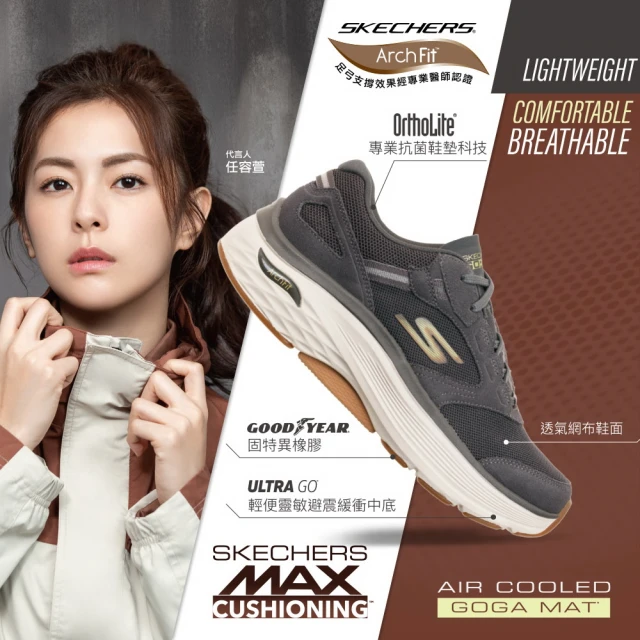 SKECHERS
Arch Fit
足弓支撐效果經專業醫師認證
LIGHTWEIGHT
COMFORTABLE
BREATHABLE
OrthoLite®
專業抗菌鞋墊科技
代言人
任容萱
SKECHERS
Arch Fit
GOODYEAR
固特異橡膠
透氣網布鞋面
ULTRA GO
輕便靈敏避震緩衝中底
SKECHERS
MAX
CUSHIONING
AIR COOLED
GOGA MAT